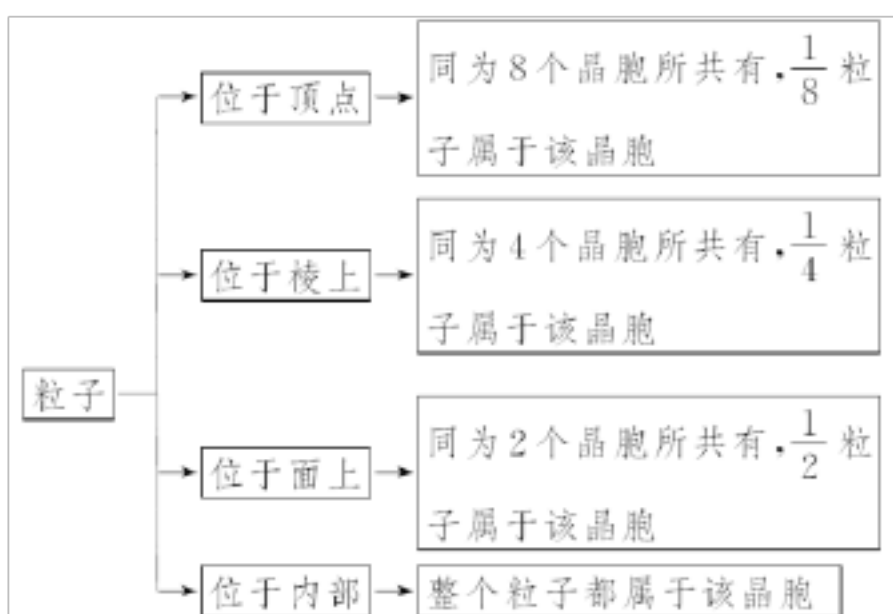 粒子
位于顶点
同为8个晶胞所共有,1/8粒
子属于该晶胞
位于棱上
同为4个晶胞所共有,1/4粒
子属于该晶胞
位于面上
同为2个晶胞所共有,1/2粒
子属于该晶胞
位于内部
整个粒子都属于该晶胞